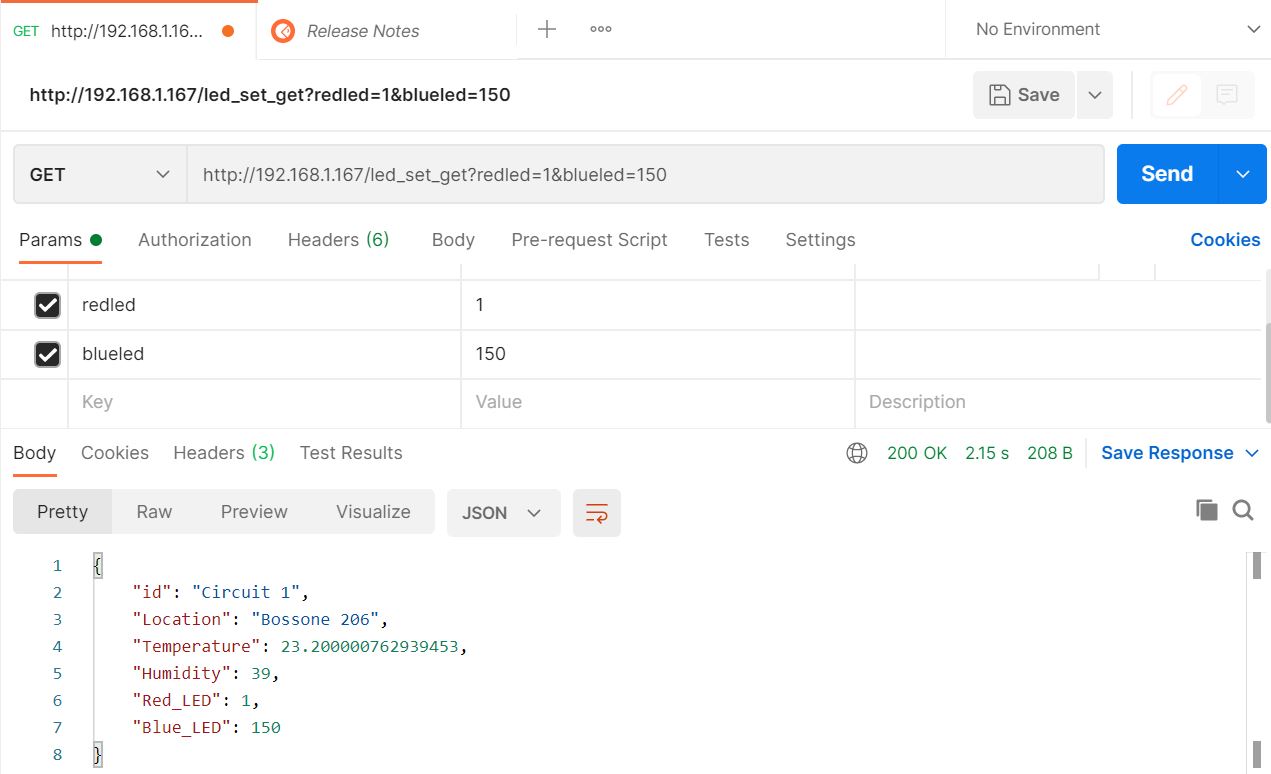 GET http://192.168.1.16... Release Notes No Environment
http://192.168.1.167/led_set_get?redled=1&blueled=150 Save
GET http://192.168.1.167/led_set_get?redled=1&blueled=150 Send
Params Authorization Headers (6) Body Pre-request Script Tests Settings Cookies
redled 1
blueled 150
Key Value Description
Body Cookies Headers (3) Test Results 200 OK 2.15 s 208 B Save Response
Pretty Raw Preview Visualize JSON
1 {
2 "id": "Circuit 1",
3 "Location": "Bossone 206",
4 "Temperature": 23.200000762939453,
5 "Humidity": 39,
6 "Red_LED": 1,
7 "Blue_LED": 150
8 }